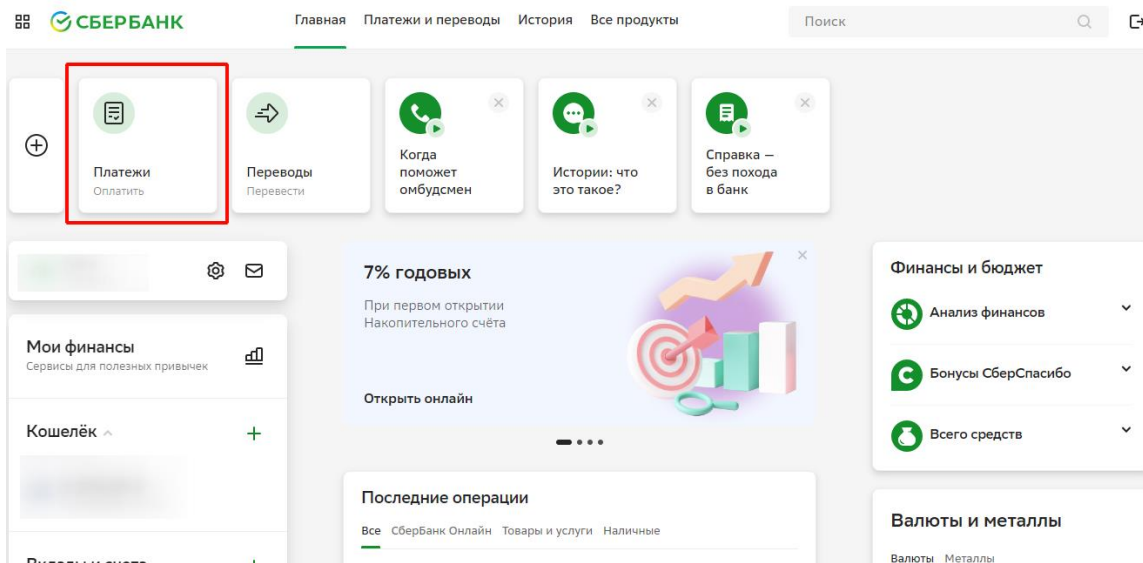 СБЕРБАНК
Главная Платежи и переводы История Все продукты
Поиск
Платежи
Оплатить
Переводы
Перевести
Когда
поможет
омбудсмен
Истории: что
это такое?
Справка —
без похода
в банк
7% годовых
При первом открытии
Накопительного счёта
Открыть онлайн
Финансы и бюджет
Анализ финансов
Бонусы СберСпасибо
Всего средств
Мои финансы
Сервисы для полезных привычек
Кошелёк
Последние операции
Все СберБанк Онлайн Товары и услуги Наличные
Валюты и металлы
Валюты Металлы